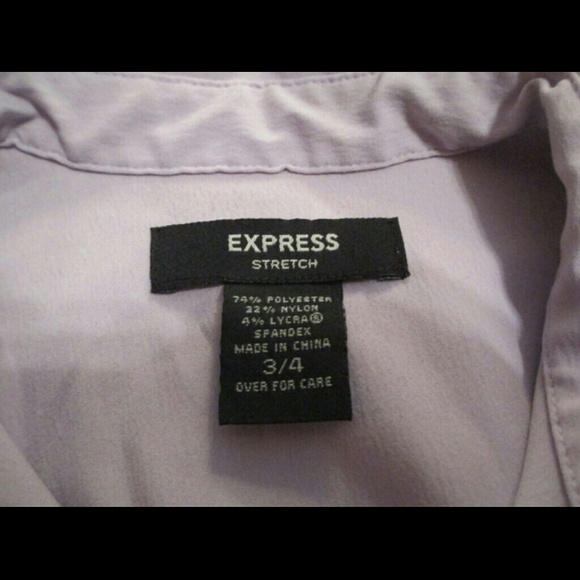 EXPRESS
STRETCH
74% POLYESTER
22% NYLON
4% LYCRA®
SPANDEX
MADE IN CHINA
3/4
OVER FOR CARE